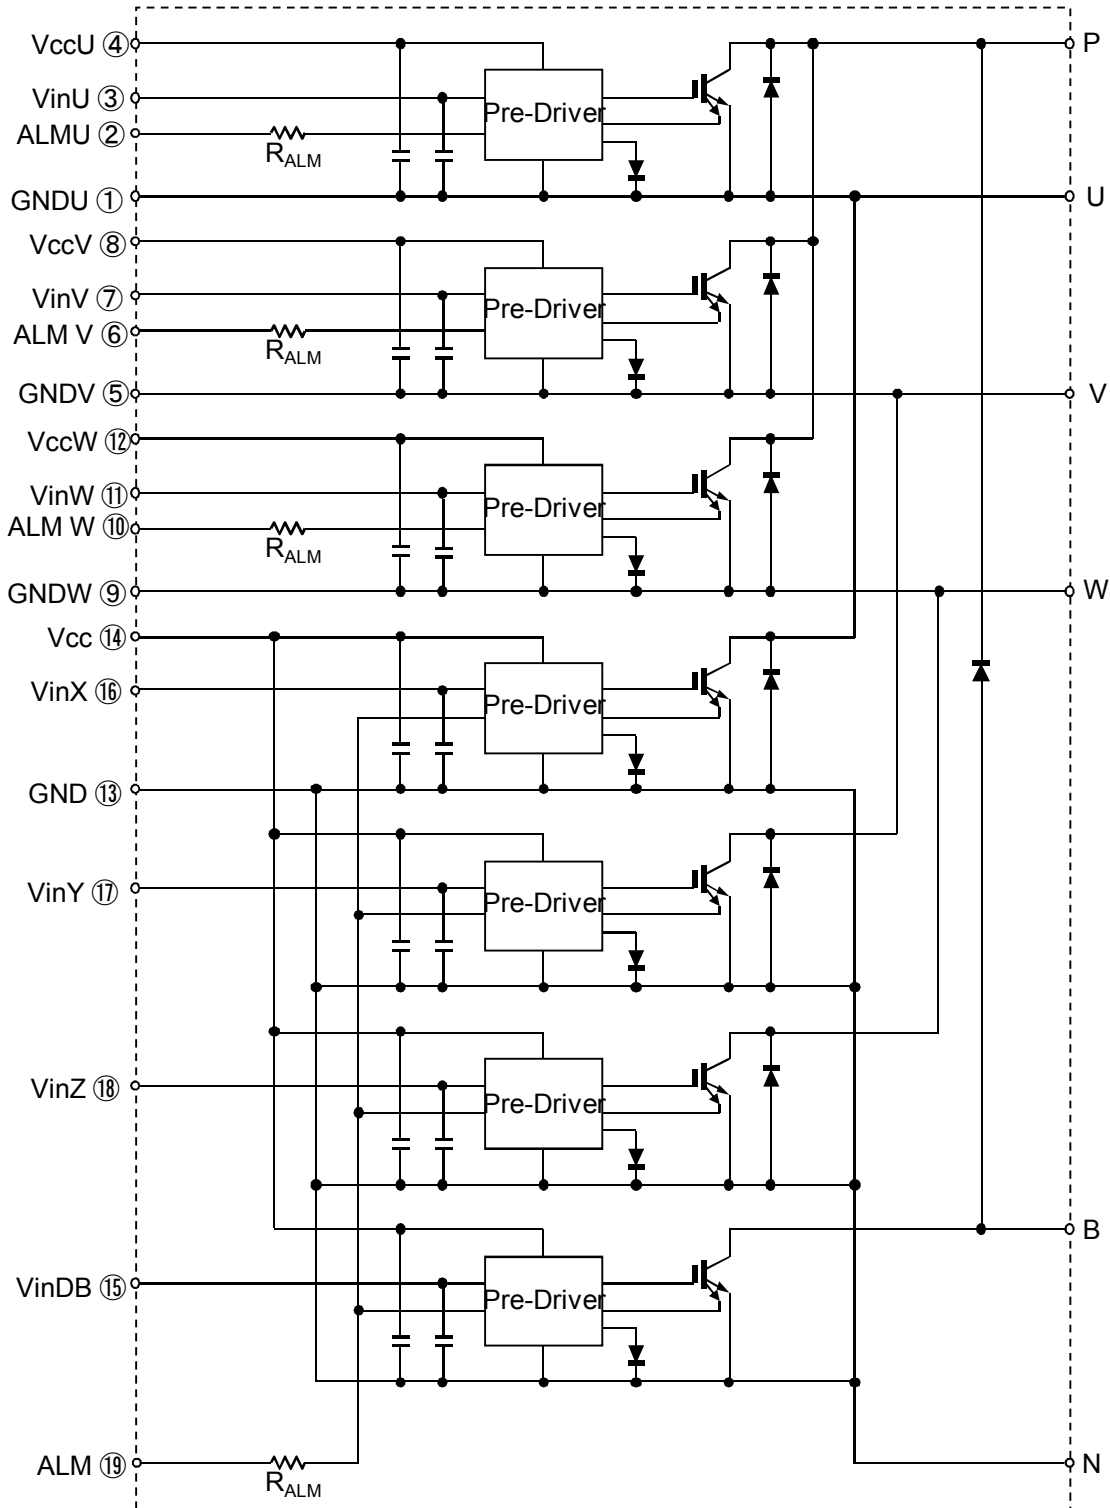 VccU ④
P
VinU ③
Pre-Driver
ALMU ②
RALM
GNDU ①
U
VccV ⑧
VinV ⑦
Pre-Driver
ALM V ⑥
RALM
GNDV ⑤
V
VccW ⑫
VinW ⑪
Pre-Driver
ALM W ⑩
RALM
GNDW ⑨
W
Vcc ⑭
VinX ⑯
Pre-Driver
GND ⑬
VinY ⑰
Pre-Driver
VinZ ⑱
Pre-Driver
B
VinDB ⑮
Pre-Driver
ALM ⑲
RALM
N